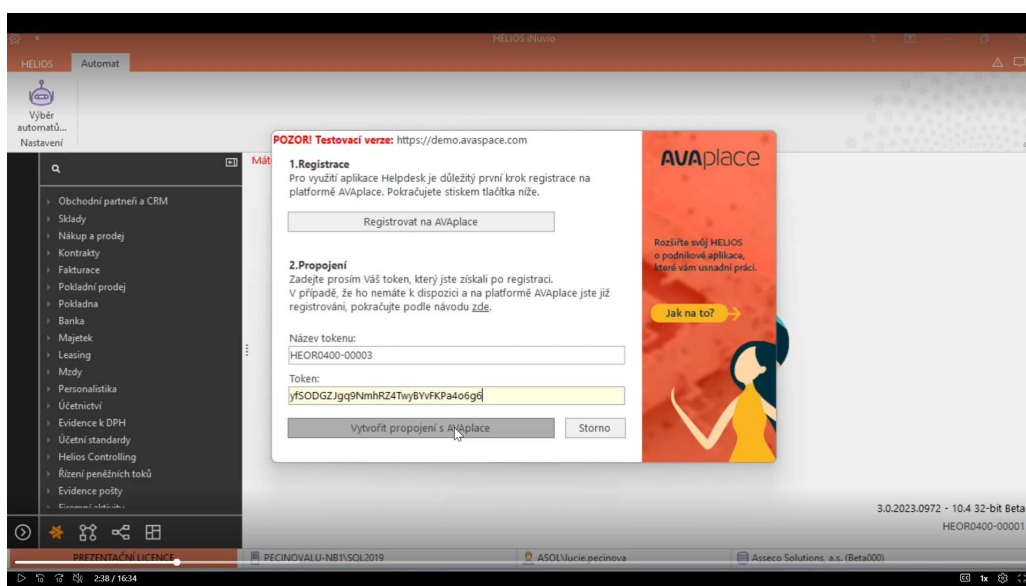 HELIOS iNuvio
HELIOS
Automat
Výběr
automatů...
Nastavení
Obchodní partneři a CRM
Sklady
Nákup a prodej
Kontrakty
Fakturace
Pokladní prodej
Pokladna
Banka
Majetek
Leasing
Mzdy
Personalistika
Účetnictví
Evidence k DPH
Účetní standardy
Helios Controlling
Řízení peněžních toků
Evidence pošty
Firemní aktivity
Mát
POZOR! Testovací verze: https://demo.avaspace.com
1.Registrace
Pro využití aplikace Helpdesk je důležitý první krok registrace na
platformě AVAplace. Pokračujete stiskem tlačítka níže.
Registrovat na AVAplace
2.Propojení
Zadejte prosím Váš token, který jste získali po registraci.
V případě, že ho nemáte k dispozici a na platformě AVAplace jste již
registrováni, pokračujte podle návodu zde.
Název tokenu:
HEOR0400-00003
Token:
yfSODGZJgq9NmhRZ4TwyBYvFKPa4o6g6
Vytvořit propojení s AVAplace
Storno
AVAplace
Rozšiřte svůj HELIOS
o podnikové aplikace,
které vám usnadní práci.
Jak na to?
3.0.2023.0972 - 10.4 32-bit Beta
HEOR0400-00001
PREZENTAČNÍ LICENCE
PECINOVALU-NB1\SQL2019
ASOL\lucie.pecinova
Asseco Solutions, a.s. (Beta000)
2:38 / 16:34
1x